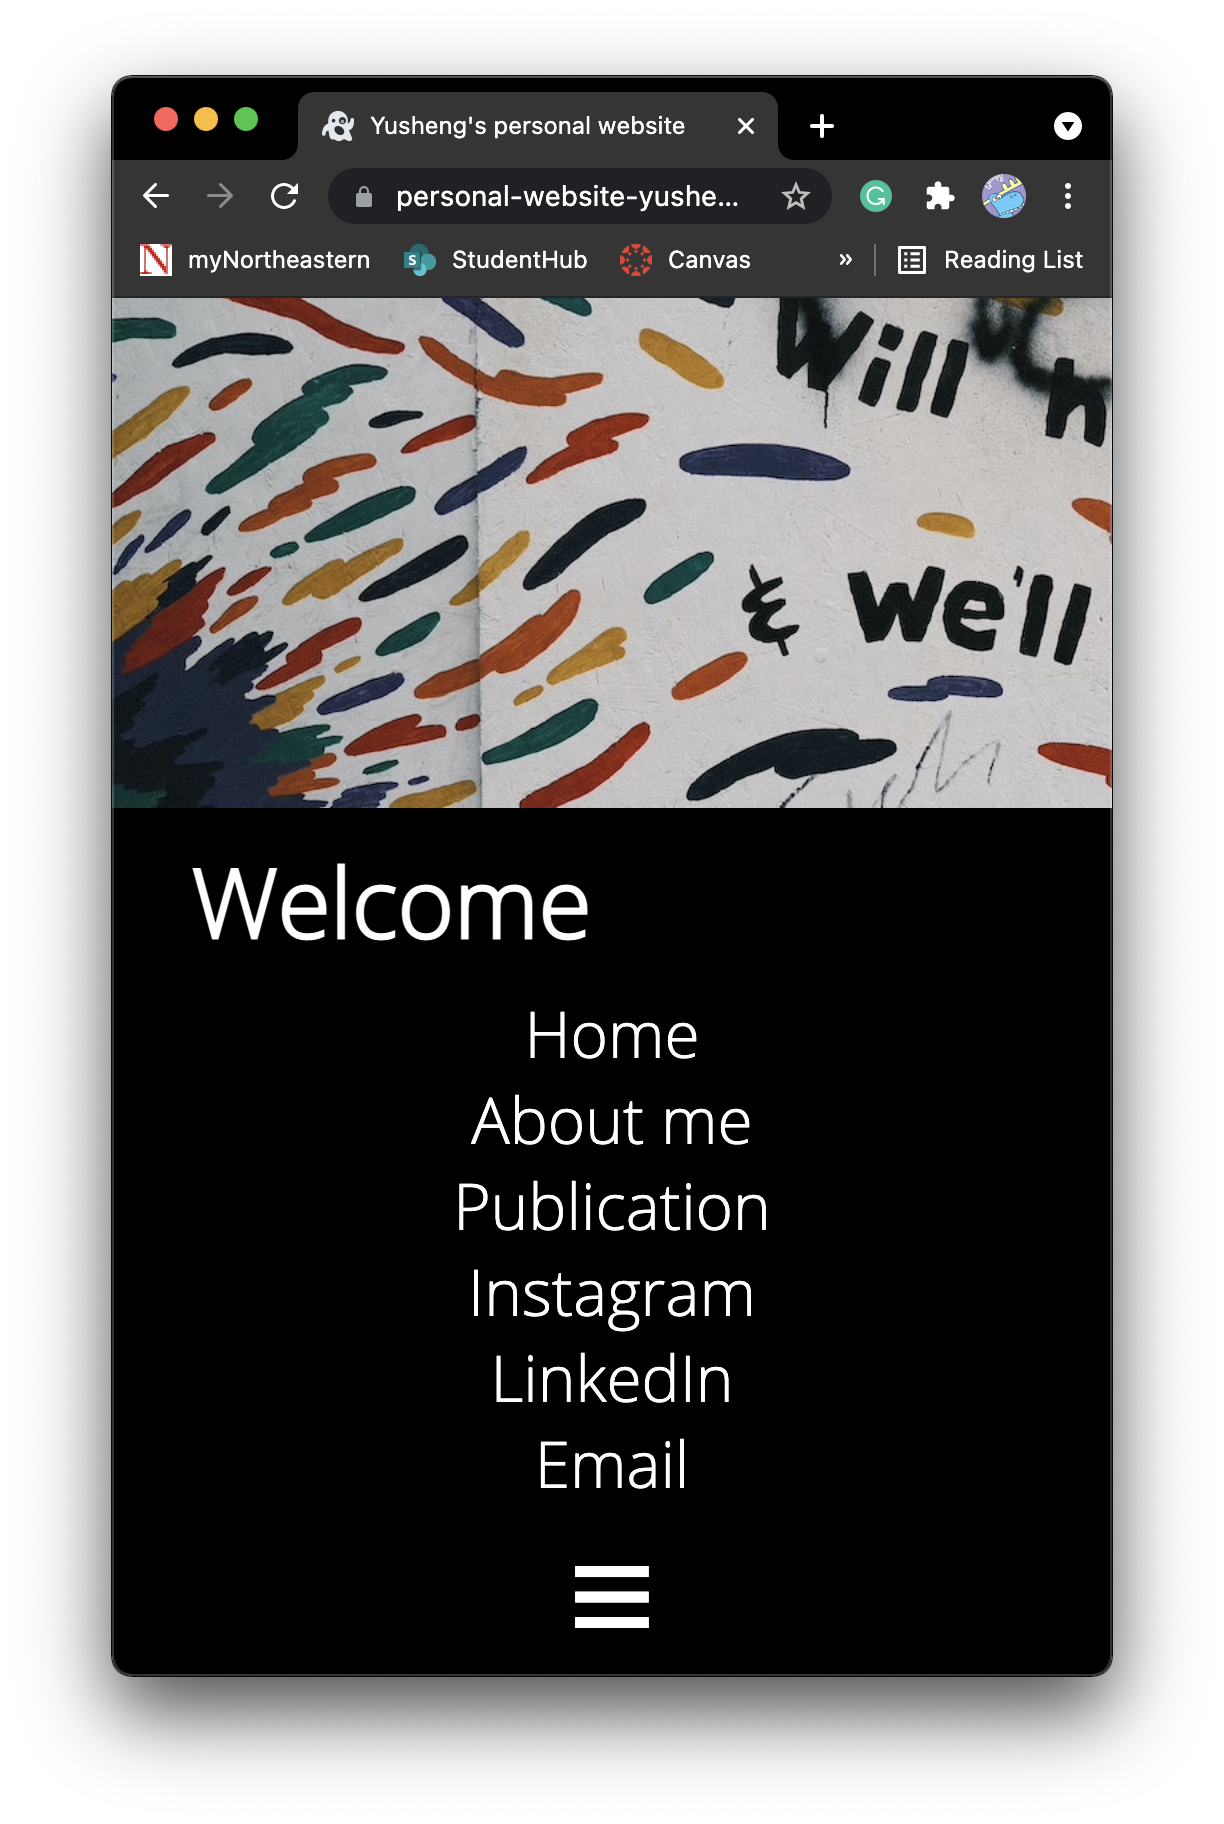 Yusheng's personal website
personal-website-yushe...
myNortheastern StudentHub Canvas » Reading List
Will h
& we'll
Welcome
Home
About me
Publication
Instagram
LinkedIn
Email